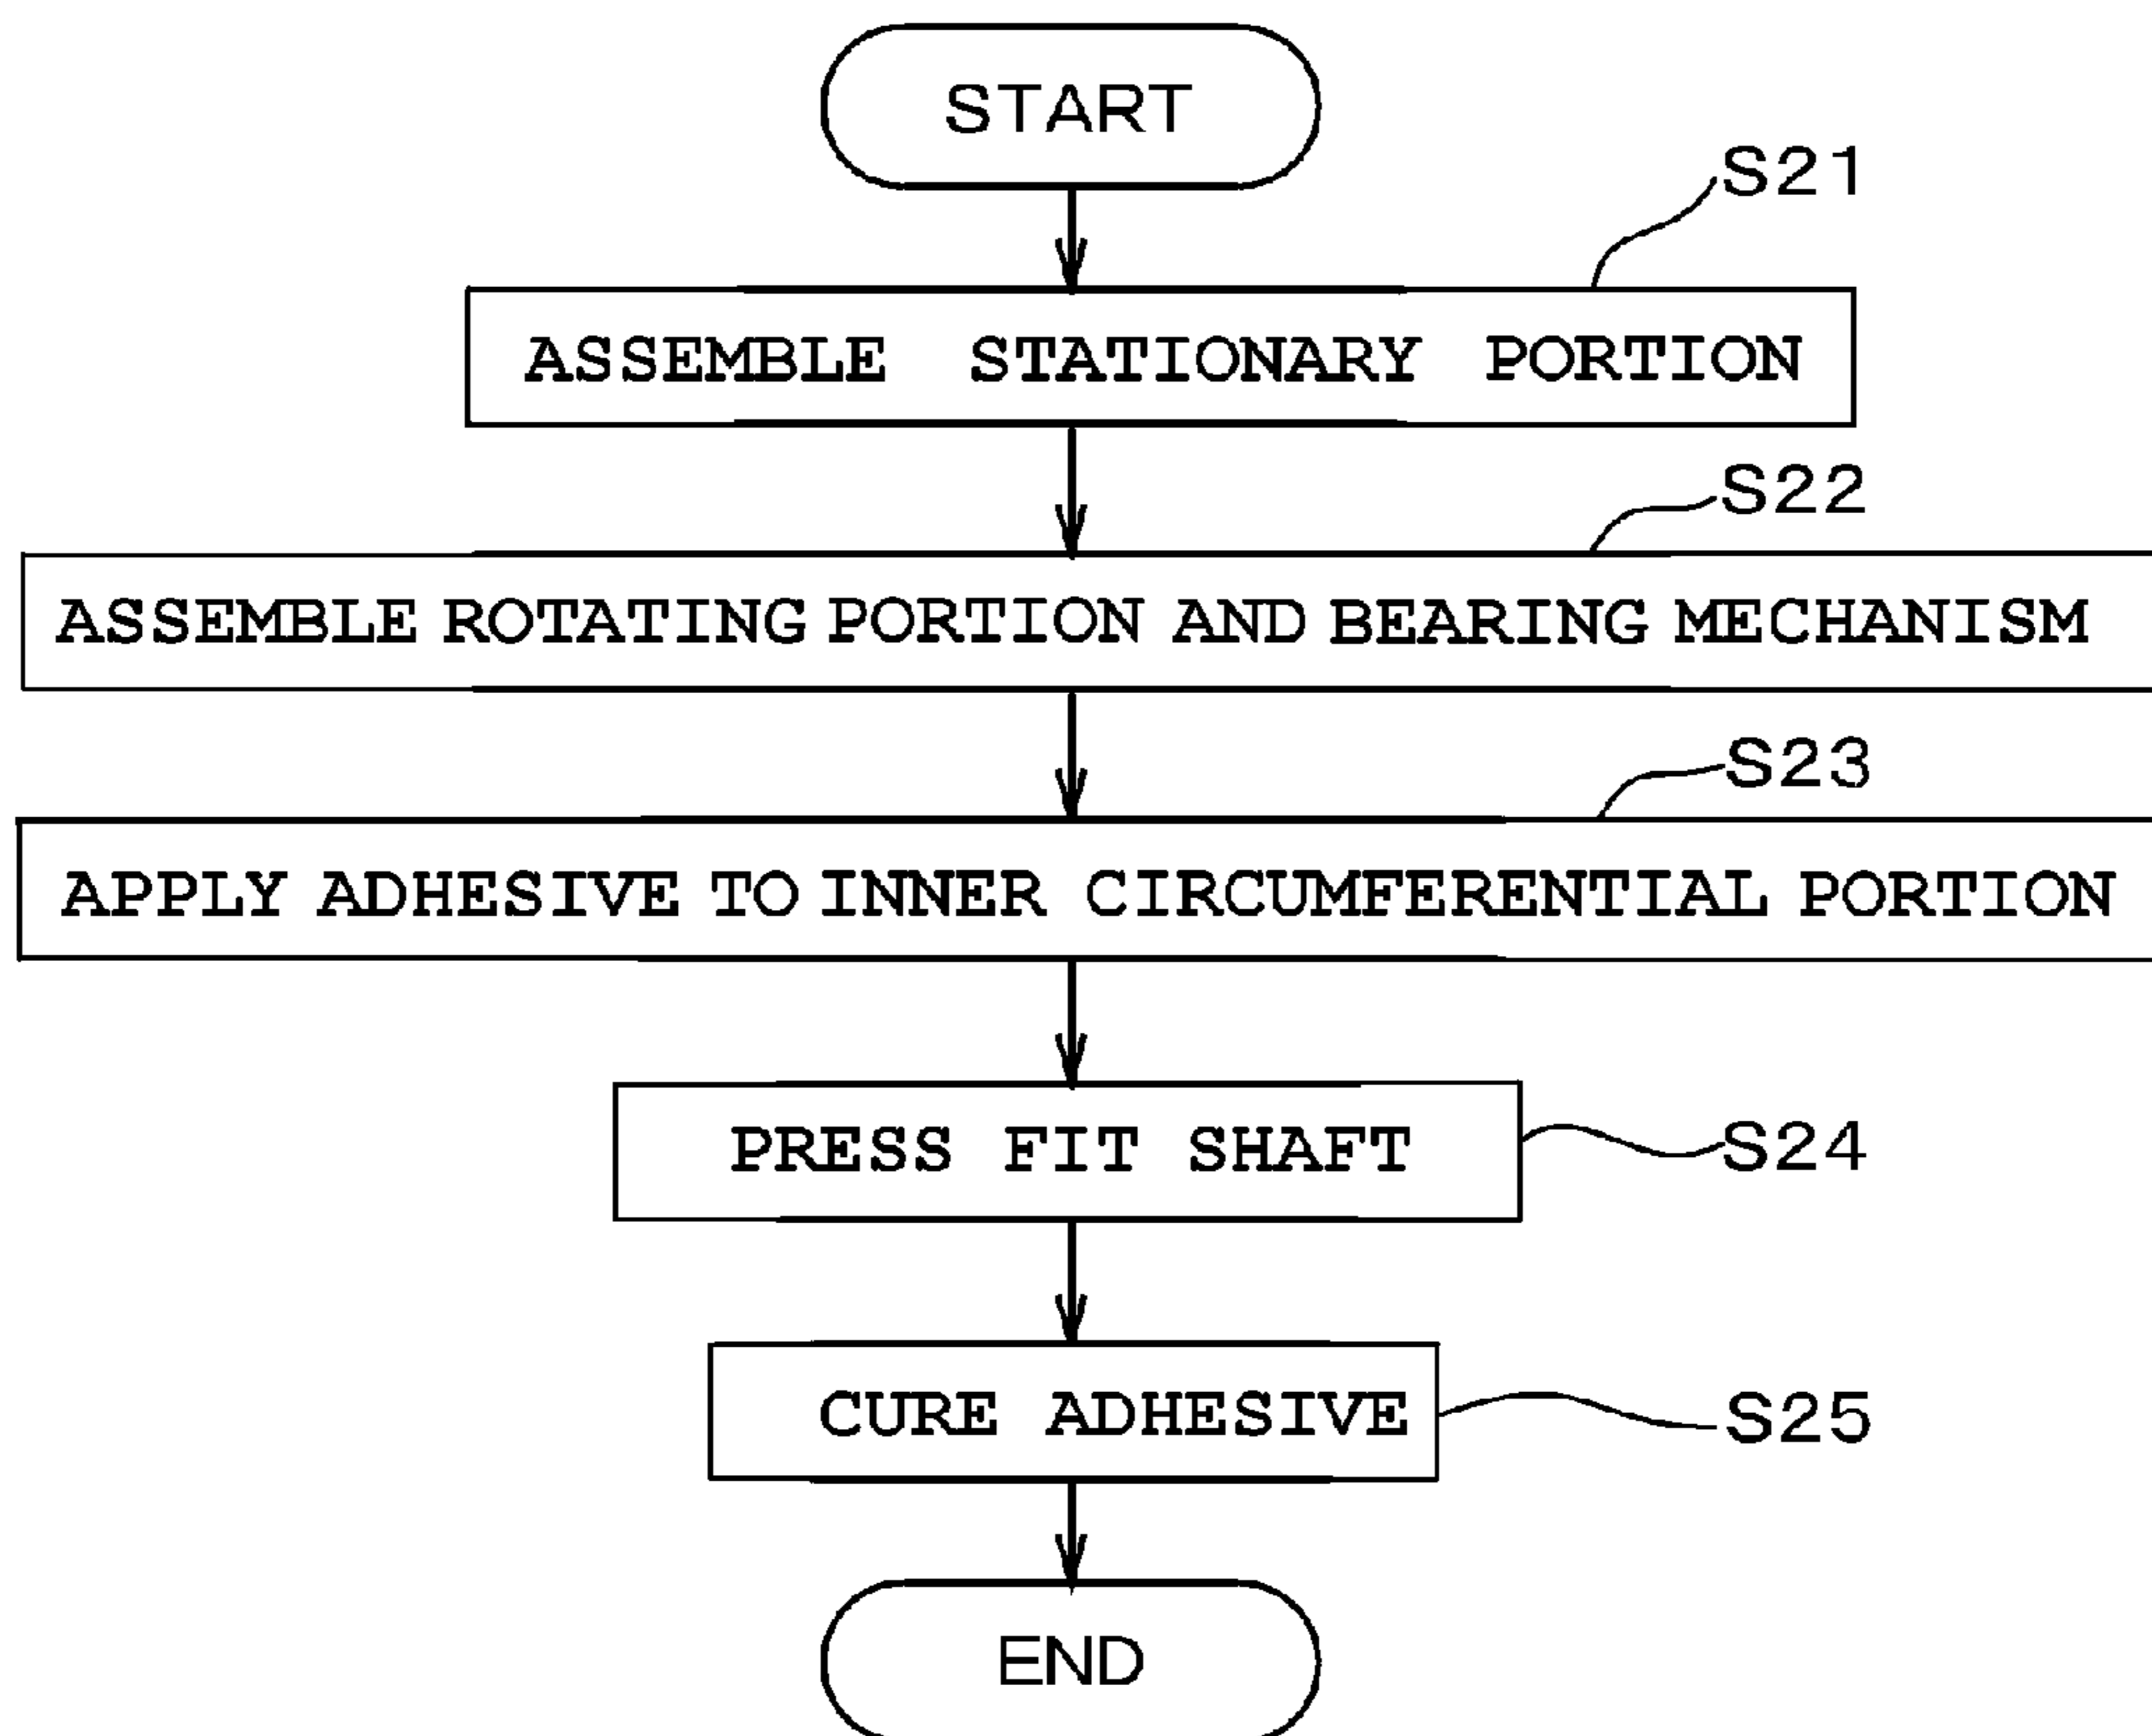 START
S21
ASSEMBLE STATIONARY PORTION
S22
ASSEMBLE ROTATING PORTION AND BEARING MECHANISM
S23
APPLY ADHESIVE TO INNER CIRCUMFERENTIAL PORTION
PRESS FIT SHAFT
S24
CURE ADHESIVE
S25
END